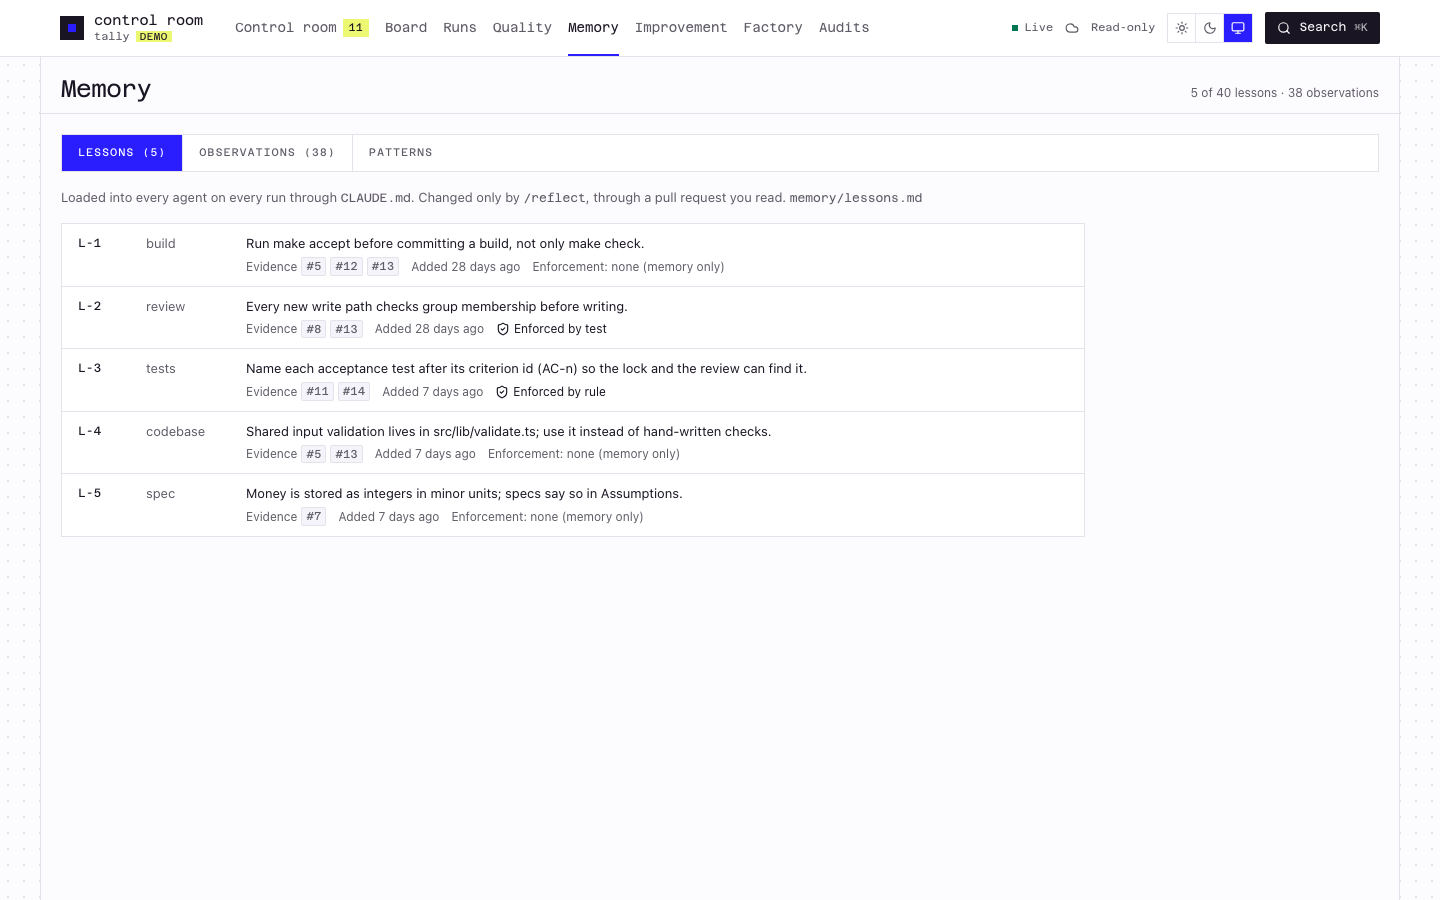 control room
tally DEMO
Control room 11 Board Runs Quality Memory Improvement Factory Audits
Live Read-only Search ⌘K
Memory
5 of 40 lessons · 38 observations
LESSONS (5) OBSERVATIONS (38) PATTERNS
Loaded into every agent on every run through CLAUDE.md. Changed only by /reflect, through a pull request you read. memory/lessons.md
L-1 build Run make accept before committing a build, not only make check.
Evidence #5 #12 #13 Added 28 days ago Enforcement: none (memory only)
L-2 review Every new write path checks group membership before writing.
Evidence #8 #13 Added 28 days ago Enforced by test
L-3 tests Name each acceptance test after its criterion id (AC-n) so the lock and the review can find it.
Evidence #11 #14 Added 7 days ago Enforced by rule
L-4 codebase Shared input validation lives in src/lib/validate.ts; use it instead of hand-written checks.
Evidence #5 #13 Added 7 days ago Enforcement: none (memory only)
L-5 spec Money is stored as integers in minor units; specs say so in Assumptions.
Evidence #7 Added 7 days ago Enforcement: none (memory only)